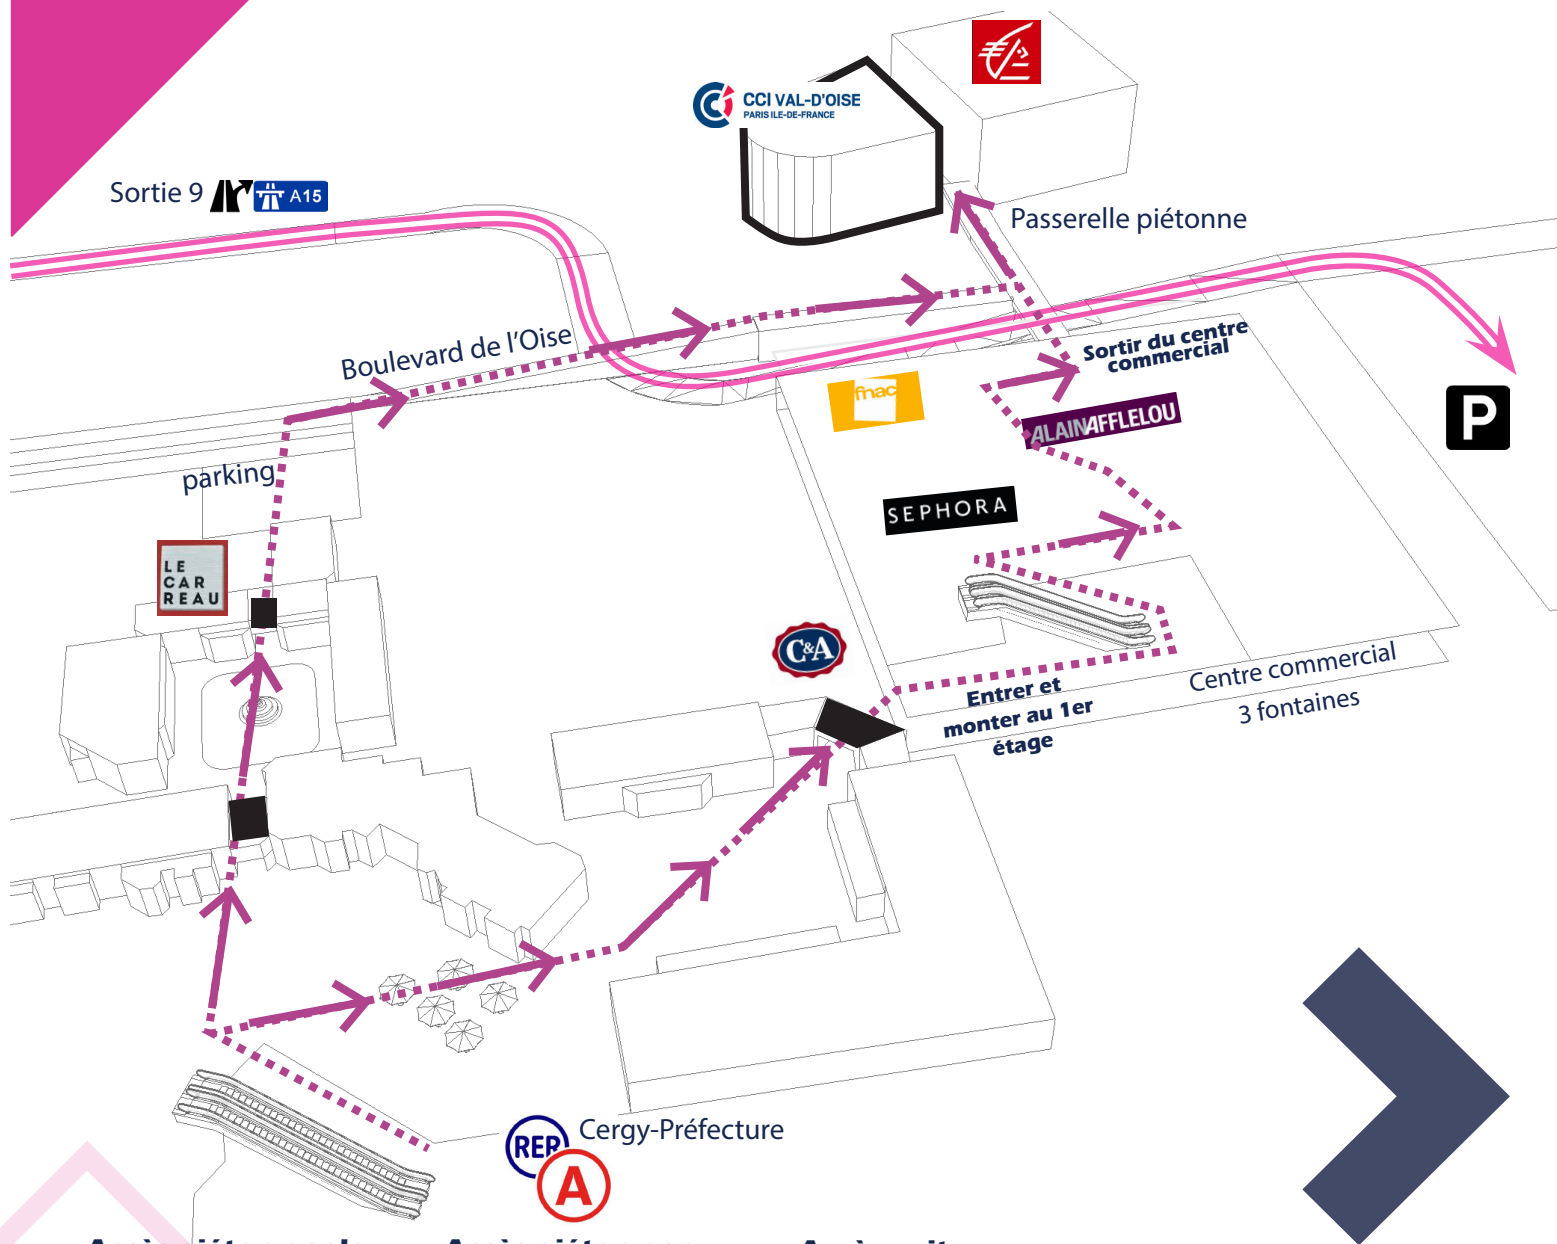 CCI VAL-D'OISE
PARIS ILE-DE-FRANCE
Sortie 9
A15
Passerelle piétonne
Boulevard de l'Oise
Sortir du centre
commercial
fnac
ALAIN AFFLELOU
P
parking
SEPHORA
LE
CAR
REAU
C&A
Entrer et
monter au 1er
étage
Centre commercial
3 fontaines
RER
A
Cergy-Préfecture